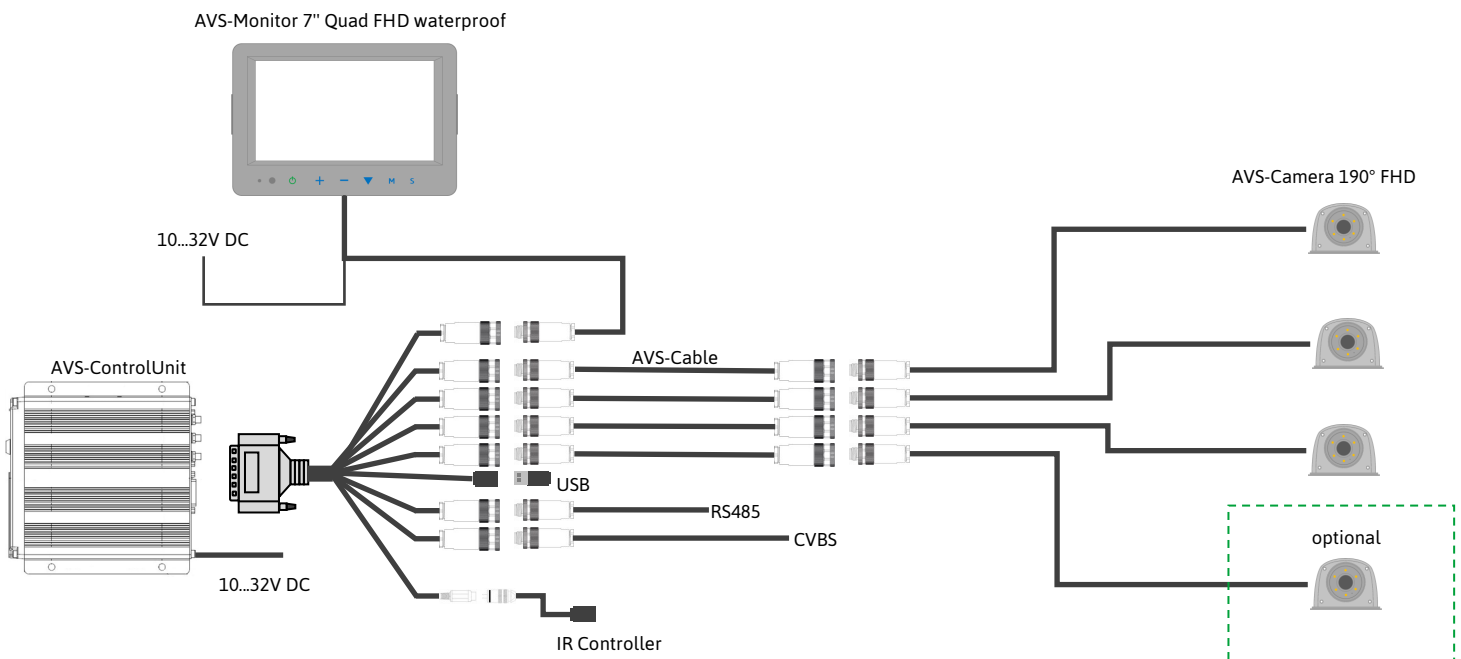 AVS-Monitor 7" Quad FHD waterproof
M S
AVS-Camera 190° FHD
10...32V DC
AVS-Cable
AVS-ControlUnit
USB
RS485
CVBS
optional
10...32V DC
IR Controller